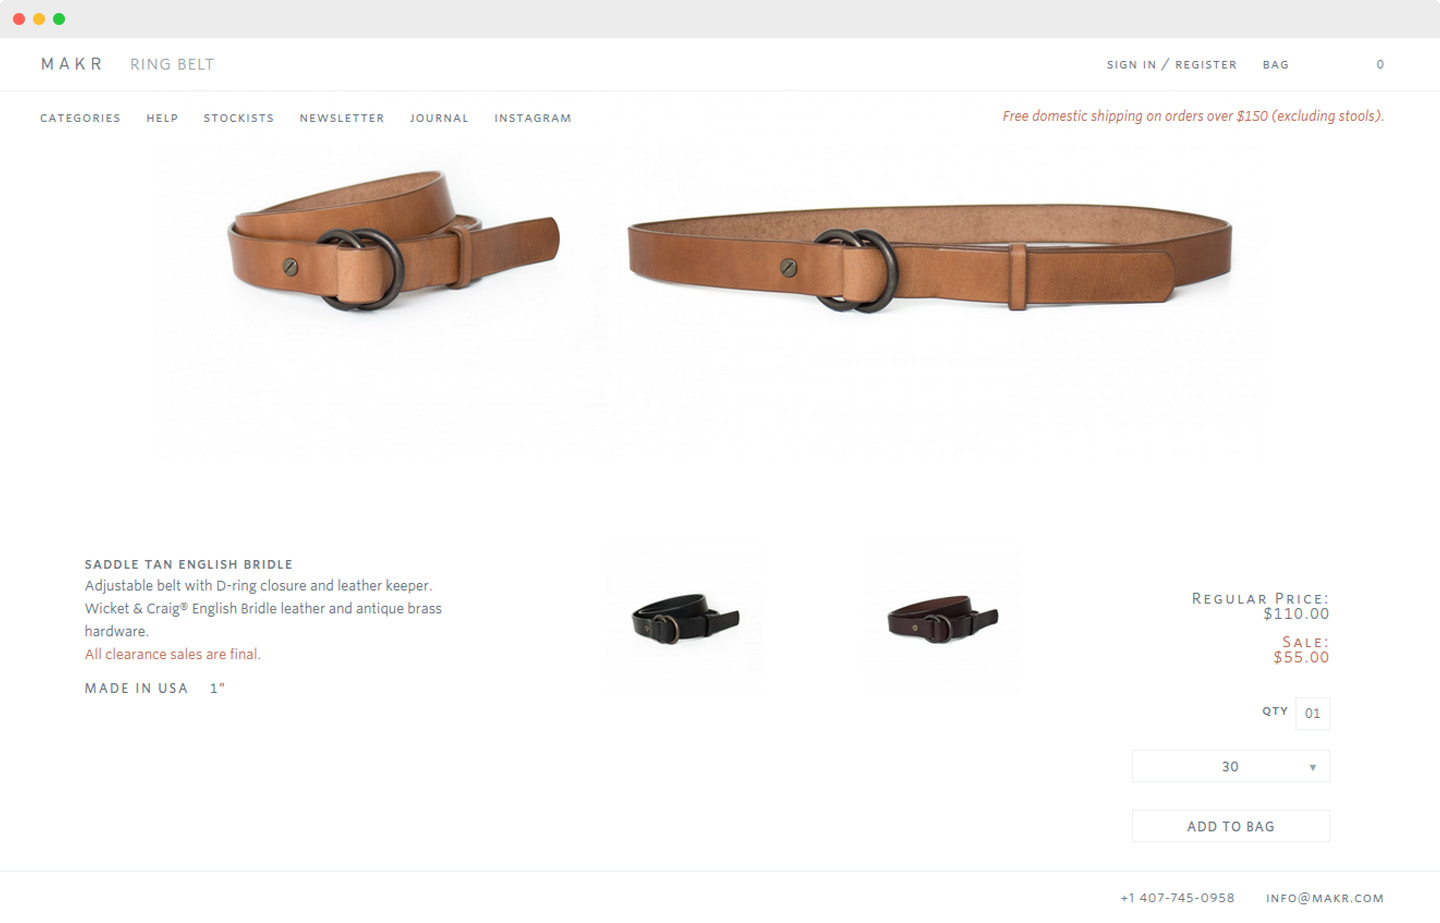 MAKR RING BELT SIGN IN / REGISTER BAG 0
CATEGORIES HELP STOCKISTS NEWSLETTER JOURNAL INSTAGRAM Free domestic shipping on orders over $150 (excluding stools).
SADDLE TAN ENGLISH BRIDLE
Adjustable belt with D-ring closure and leather keeper.
Wicket & Craig® English Bridle leather and antique brass
hardware.
All clearance sales are final.
MADE IN USA 1"
REGULAR PRICE:
$110.00
SALE:
$55.00
QTY 01
30
ADD TO BAG
+1 407-745-0958 INFO@MAKR.COM